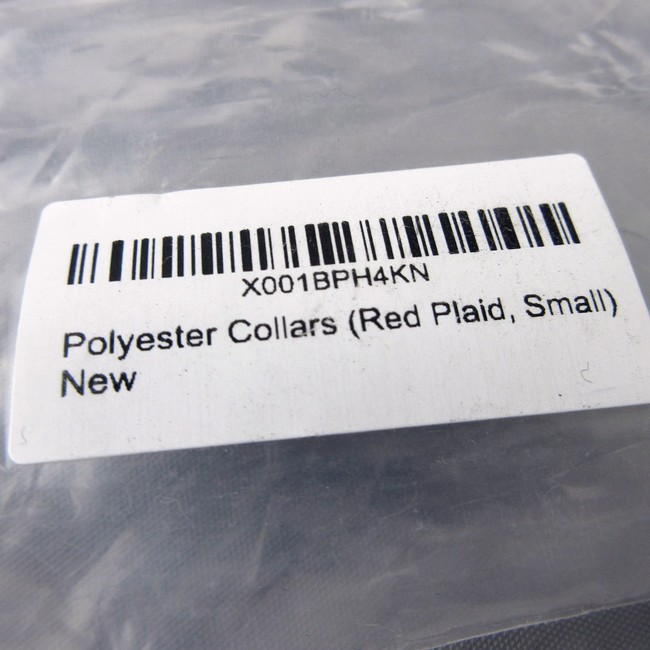 X001BPH4KN
Polyester Collars (Red Plaid, Small)
New